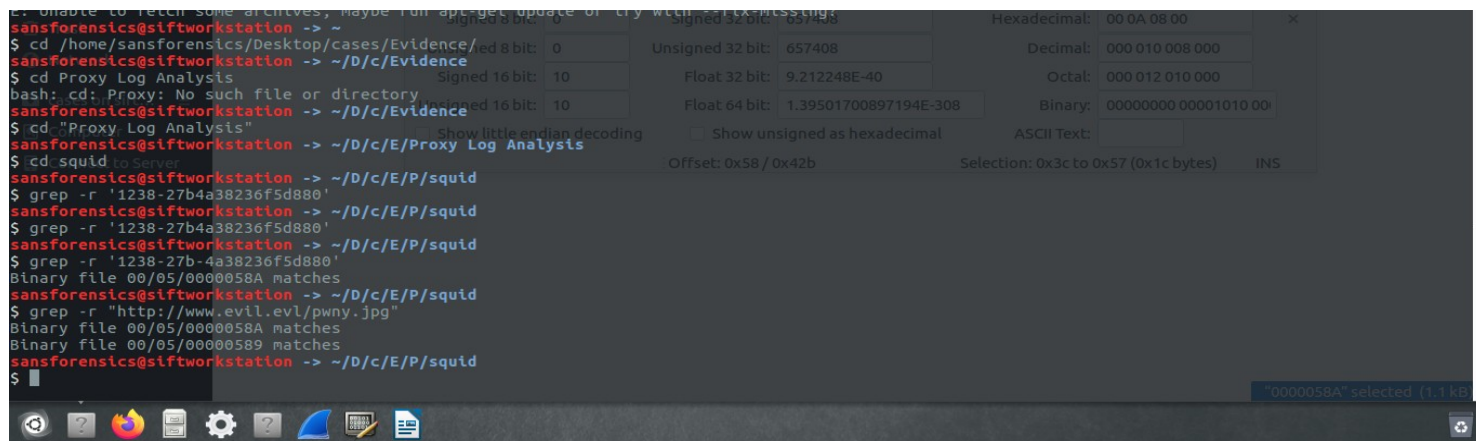 E: Unable to fetch some archives, maybe run apt-get update or try with --fix-missing?
sansforensics@siftworkstation -> ~
$ cd /home/sansforensics/Desktop/cases/Evidence/
sansforensics@siftworkstation -> ~/D/c/Evidence
$ cd Proxy Log Analysis
bash: cd: Proxy: No such file or directory
sansforensics@siftworkstation -> ~/D/c/Evidence
$ cd "Proxy Log Analysis"
sansforensics@siftworkstation -> ~/D/c/E/Proxy Log Analysis
$ cd squid
sansforensics@siftworkstation -> ~/D/c/E/P/squid
$ grep -r '1238-27b4a38236f5d880'
sansforensics@siftworkstation -> ~/D/c/E/P/squid
$ grep -r '1238-27b4a38236f5d880'
sansforensics@siftworkstation -> ~/D/c/E/P/squid
$ grep -r '1238-27b-4a38236f5d880'
Binary file 00/05/0000058A matches
sansforensics@siftworkstation -> ~/D/c/E/P/squid
$ grep -r "http://www.evil.evl/pwny.jpg"
Binary file 00/05/0000058A matches
Binary file 00/05/00000589 matches
sansforensics@siftworkstation -> ~/D/c/E/P/squid
$
Signed 8 bit: 0 Signed 32 bit: 657408 Hexadecimal: 00 0A 08 00
Unsigned 8 bit: 0 Unsigned 32 bit: 657408 Decimal: 000 010 008 000
Signed 16 bit: 10 Float 32 bit: 9.212248E-40 Octal: 000 012 010 000
Unsigned 16 bit: 10 Float 64 bit: 1.39501700897194E-308 Binary: 00000000 00001010 00
Show little endian decoding Show unsigned as hexadecimal ASCII Text:
Offset: 0x58 / 0x42b Selection: 0x3c to 0x57 (0x1c bytes) INS
to Server
"0000058A" selected (1.1 kB)